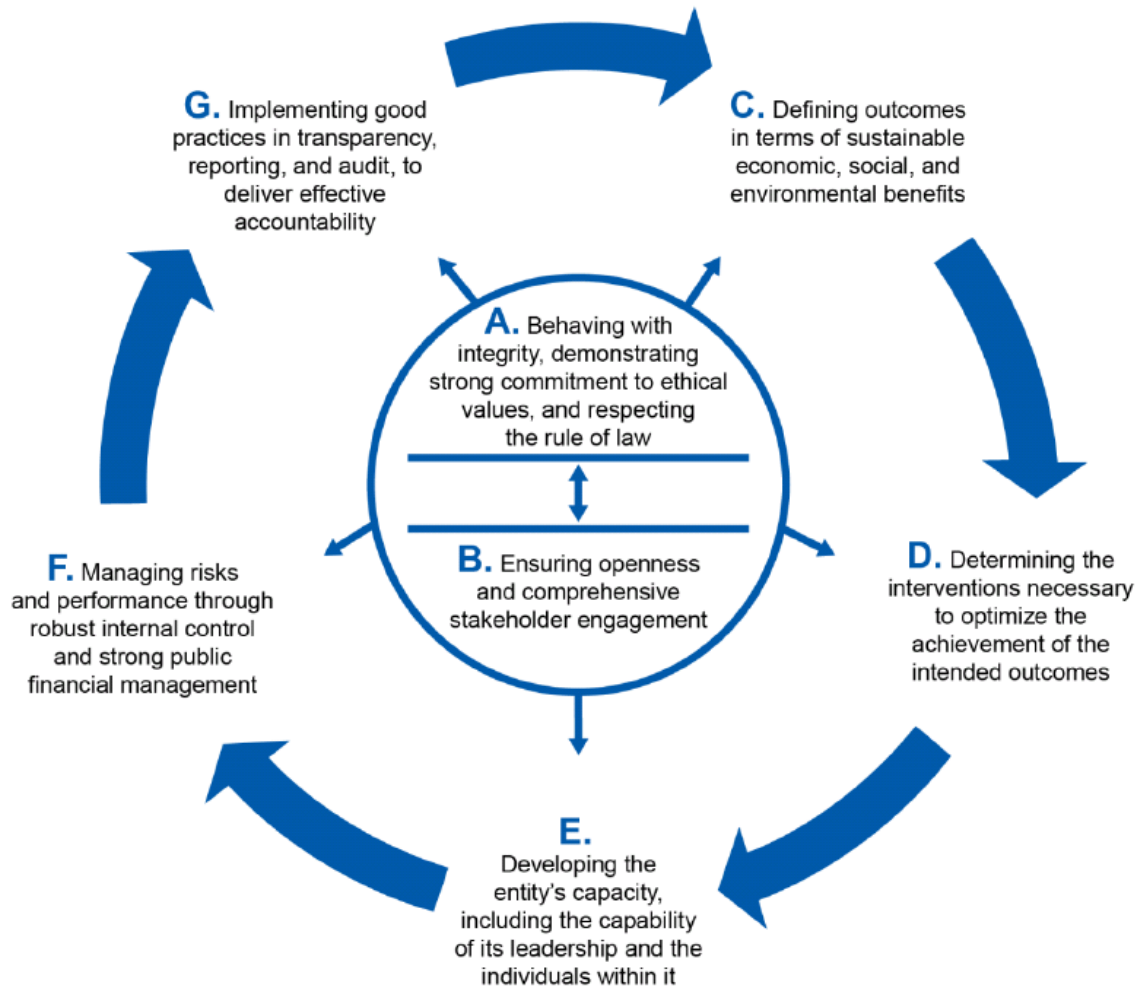 G. Implementing good
practices in transparency,
reporting, and audit, to
deliver effective
accountability
C. Defining outcomes
in terms of sustainable
economic, social, and
environmental benefits
A. Behaving with
integrity, demonstrating
strong commitment to ethical
values, and respecting
the rule of law
B. Ensuring openness
and comprehensive
stakeholder engagement
F. Managing risks
and performance through
robust internal control
and strong public
financial management
D. Determining the
interventions necessary
to optimize the
achievement of the
intended outcomes
E.
Developing the
entity's capacity,
including the capability
of its leadership and the
individuals within it